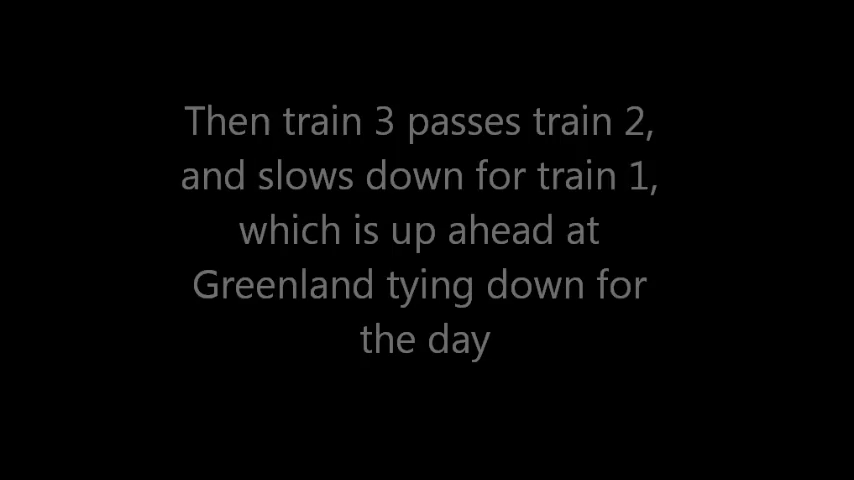 Then train 3 passes train 2,
and slows down for train 1,
which is up ahead at
Greenland tying down for
the day